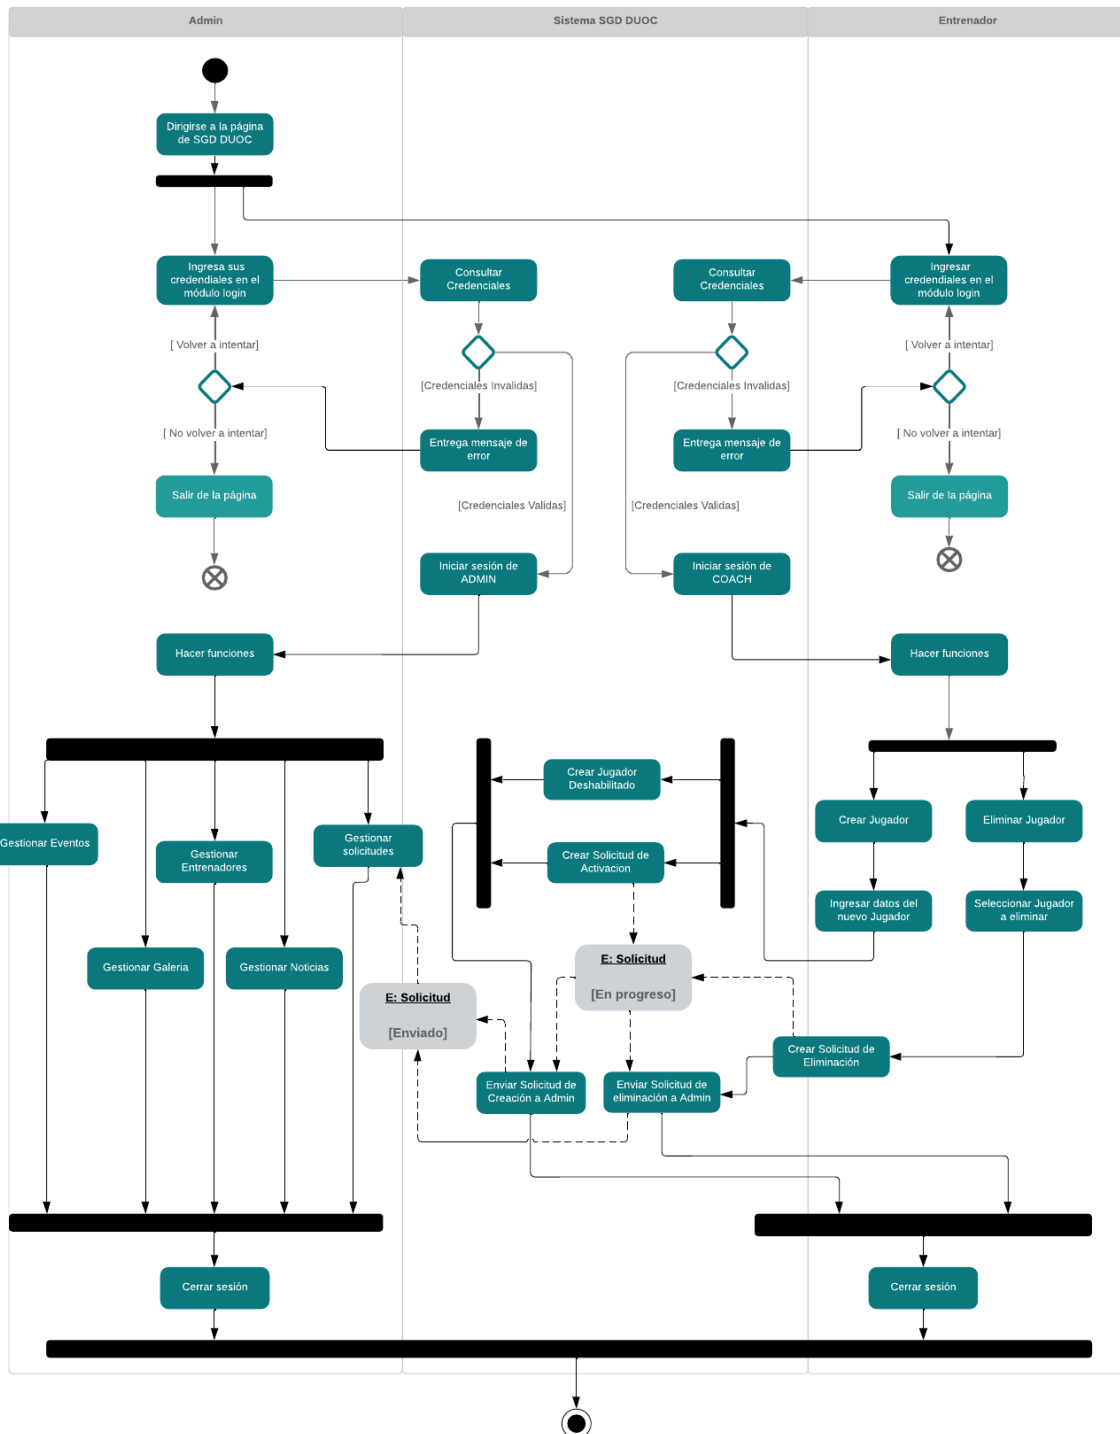 Admin
Sistema SGD DUOC
Entrenador
Dirigirse a la página
de SGD DUOC
Ingresa sus
credendiales en el
módulo login
Consultar
Credenciales
Consultar
Credenciales
Ingresar
credenciales en el
módulo login
[ Volver a intentar]
[ Volver a intentar]
[Credenciales Invalidas]
[Credenciales Invalidas]
[ No volver a intentar]
[ No volver a intentar]
Entrega mensaje de
error
Entrega mensaje de
error
Salir de la página
Salir de la página
[Credenciales Validas]
[Credenciales Validas]
Iniciar sesión de
ADMIN
Iniciar sesión de
COACH
Hacer funciones
Hacer funciones
Crear Jugador
Deshabilitado
Crear Jugador
Eliminar Jugador
Gestionar Eventos
Gestionar
Entrenadores
Gestionar
solicitudes
Crear Solicitud de
Activacion
Ingresar datos del
nuevo Jugador
Seleccionar Jugador
a eliminar
Gestionar Galeria
Gestionar Noticias
E: Solicitud
[En progreso]
E: Solicitud
[Enviado]
Crear Solicitud de
Eliminación
Enviar Solicitud de
Creación a Admin
Enviar Solicitud de
eliminación a Admin
Cerrar sesión
Cerrar sesión